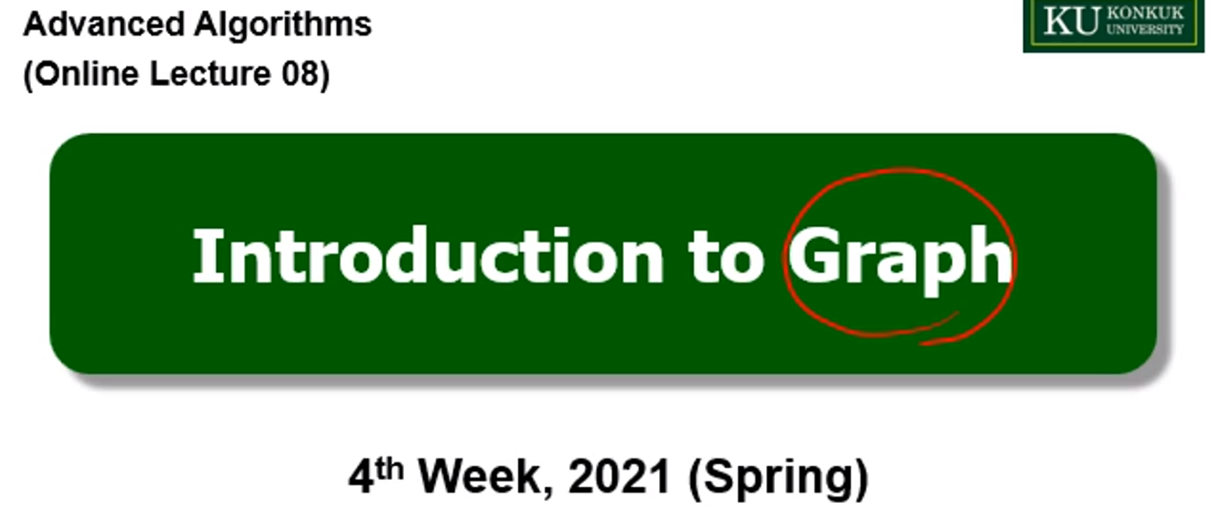 Advanced Algorithms
(Online Lecture 08)
KU KONKUK
UNIVERSITY
Introduction to Graph
4th Week, 2021 (Spring)